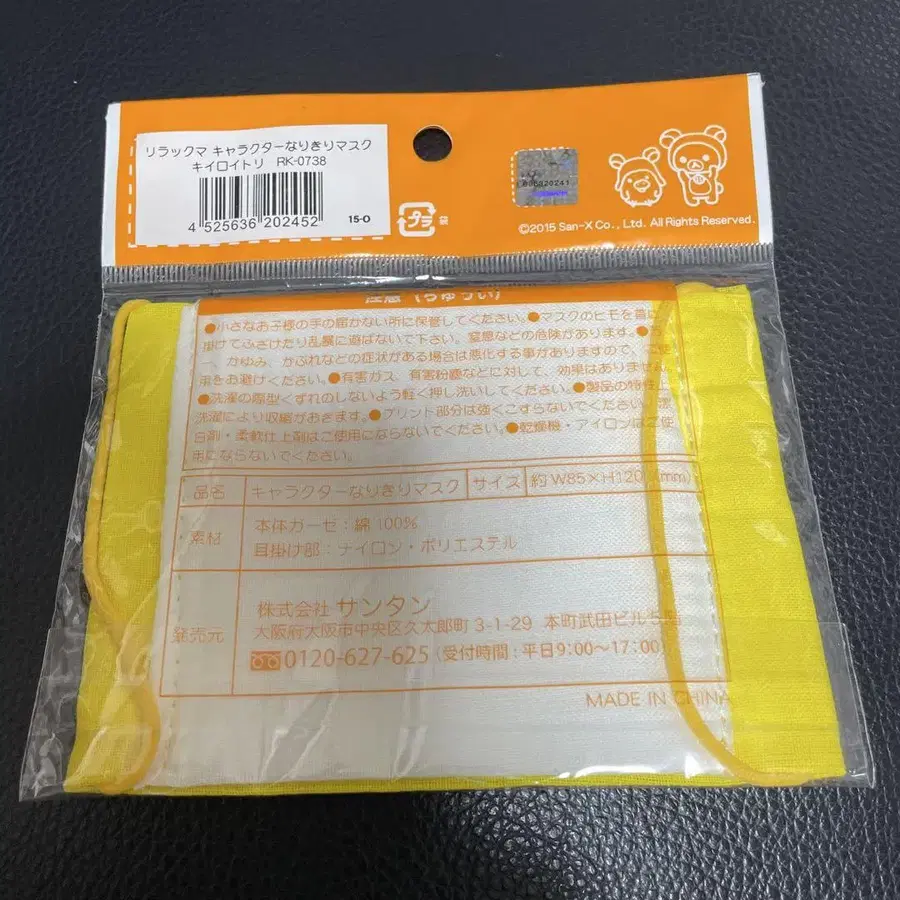 リラックマ キャラクターなりきりマスク
キイロイトリ RK-0738
4 525636 202452
15-O
プラ
袋
©2015 San-X Co., Ltd. All Rights Reserved.
注意(ちゅうい)
●小さなお子様の手の届かない所に保管してください。●マスクのヒモを首に
掛けてふざけたり乱暴に遊ばないで下さい。窒息などの危険があります。
かゆみ、かぶれなどの症状がある場合は悪化する事がありますので、ご使
用をお避けください。●有害ガス、有害粉塵などに対して、効果はありません。
●洗濯の際型くずれのしないよう軽く押し洗いしてください。●製品の特性上
洗濯により収縮がおきます。●プリント部分は強くこすらないでください。漂
白剤・柔軟仕上剤はご使用にならないでください。●乾燥機・アイロンはご使
用にならないでください。
品名 キャラクターなりきりマスク サイズ 約W85×H120 (mm)
素材 本体ガーゼ:綿100%
耳掛け部:ナイロン・ポリエステル
発売元 株式会社 サンタン
大阪府大阪市中央区久太郎町3-1-29 本町武田ビル5階
0120-627-625(受付時間:平日9:00~17:00)
MADE IN CHINA